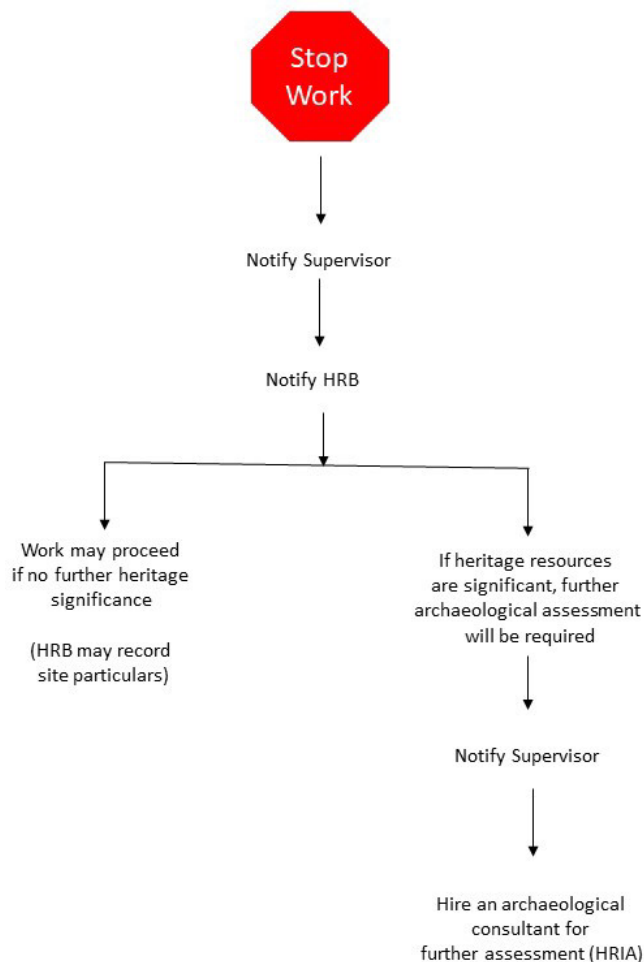 Stop
Work
Notify Supervisor
Notify HRB
Work may proceed
if no further heritage
significance
(HRB may record
site particulars)
If heritage resources
are significant, further
archaeological assessment
will be required
Notify Supervisor
Hire an archaeological
consultant for
further assessment (HRIA)